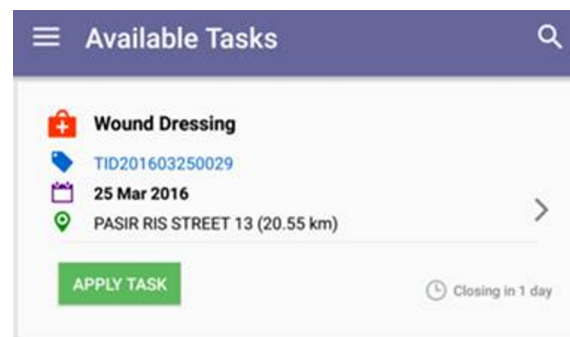 Available Tasks
Wound Dressing
TID201603250029
25 Mar 2016
PASIR RIS STREET 13 (20.55 km)
APPLY TASK
Closing in 1 day